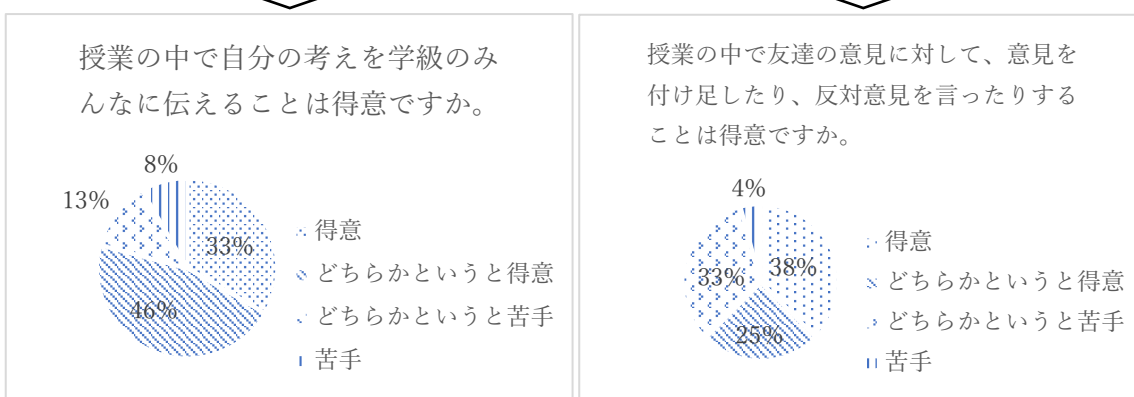 授業の中で自分の考えを学級のみ
んなに伝えることは得意ですか。
8%
13%
33%
46%
得意
どちらかというと得意
どちらかというと苦手
苦手
授業の中で友達の意見に対して、意見を
付け足したり、反対意見を言ったりする
ことは得意ですか。
4%
33%
38%
25%
得意
どちらかというと得意
どちらかというと苦手
苦手